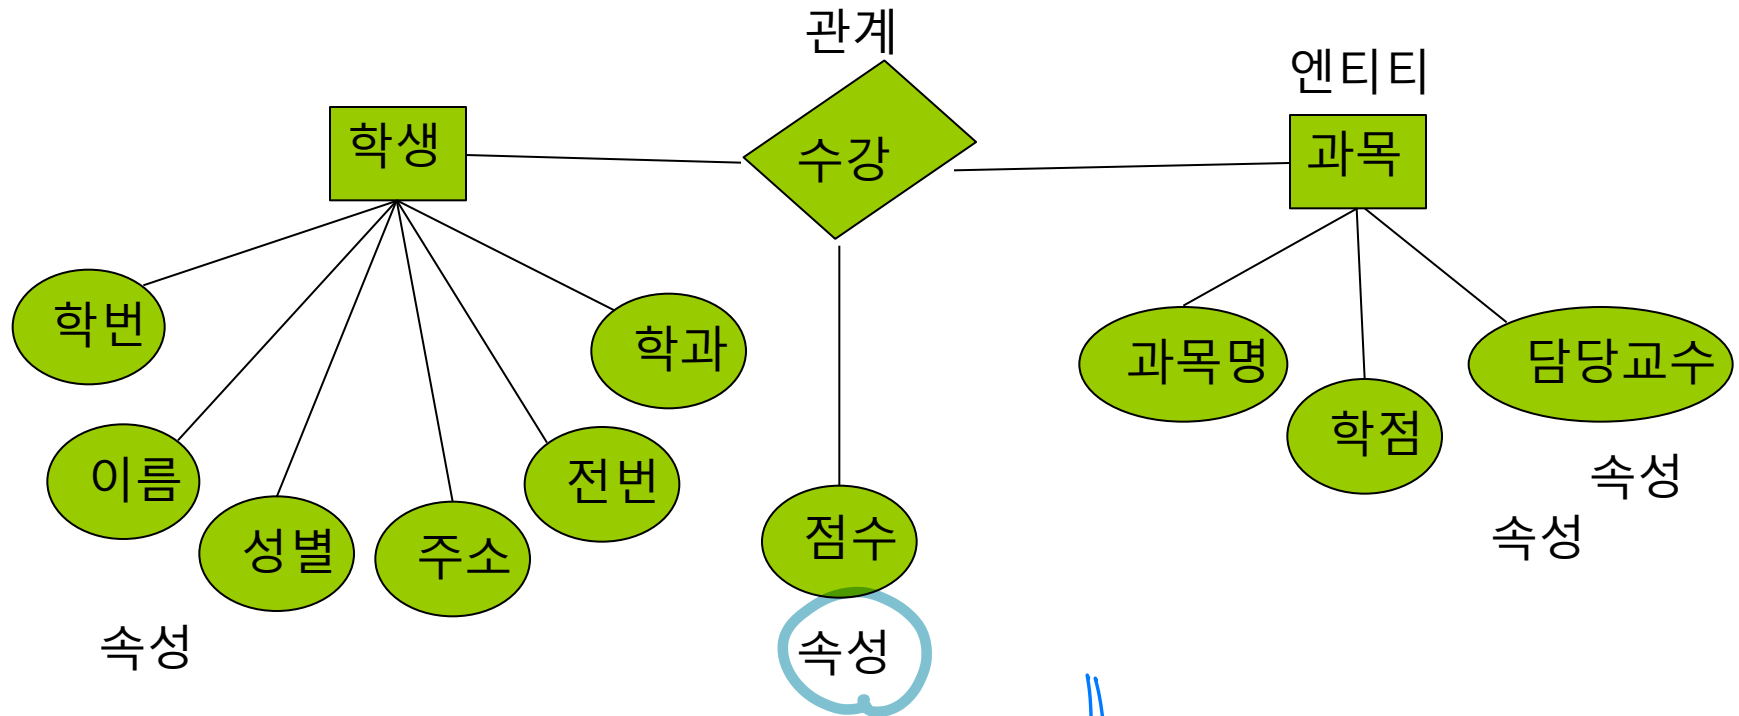 관계
엔티티
학생
수강
과목
학번
학과
과목명
담당교수
학점
이름
전번
성별
주소
점수
속성
속성
속성
속성